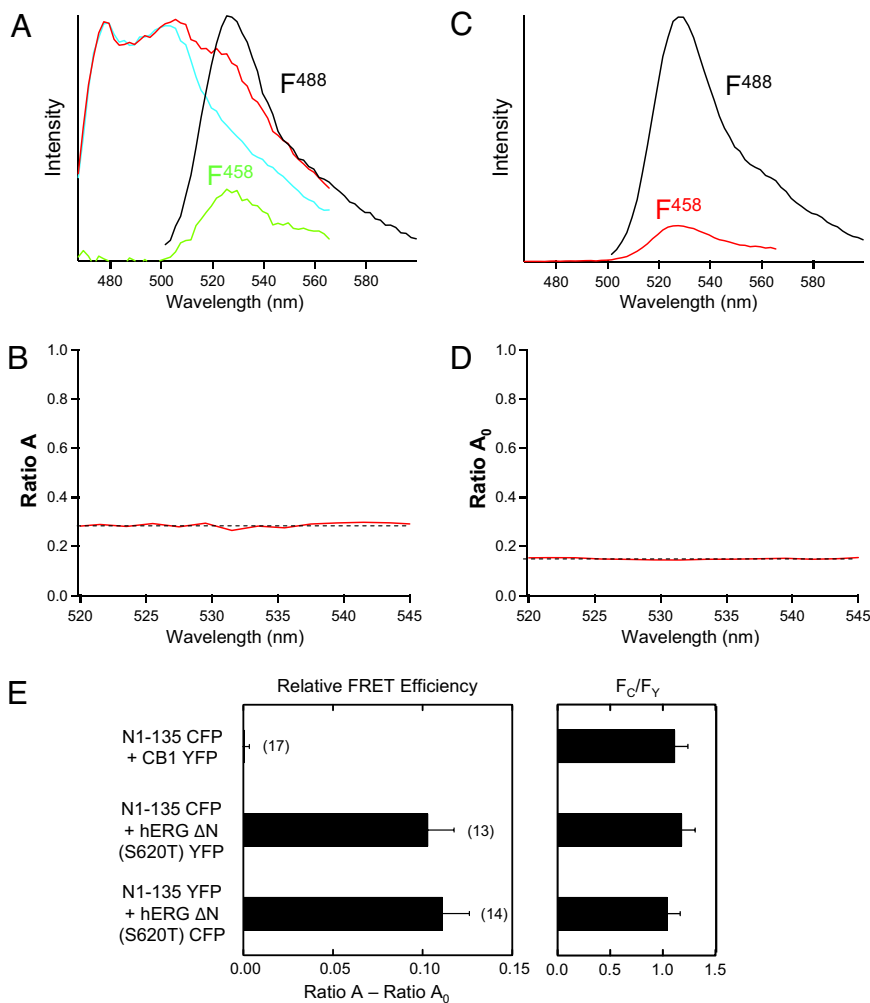 A
Intensity
F488
F458
480 500 520 540 560 580
Wavelength (nm)
C
Intensity
F488
F458
480 500 520 540 560 580
Wavelength (nm)
B
Ratio A
1.0
0.8
0.6
0.4
0.2
0.0
520 525 530 535 540 545
Wavelength (nm)
D
Ratio A0
1.0
0.8
0.6
0.4
0.2
0.0
520 525 530 535 540 545
Wavelength (nm)
E
Relative FRET Efficiency
FC/FY
N1-135 CFP
+ CB1 YFP
(17)
N1-135 CFP
+ hERG ΔN
(S620T) YFP
(13)
N1-135 YFP
+ hERG ΔN
(S620T) CFP
(14)
0.00 0.05 0.10 0.15
Ratio A – Ratio A0
0.0 0.5 1.0 1.5